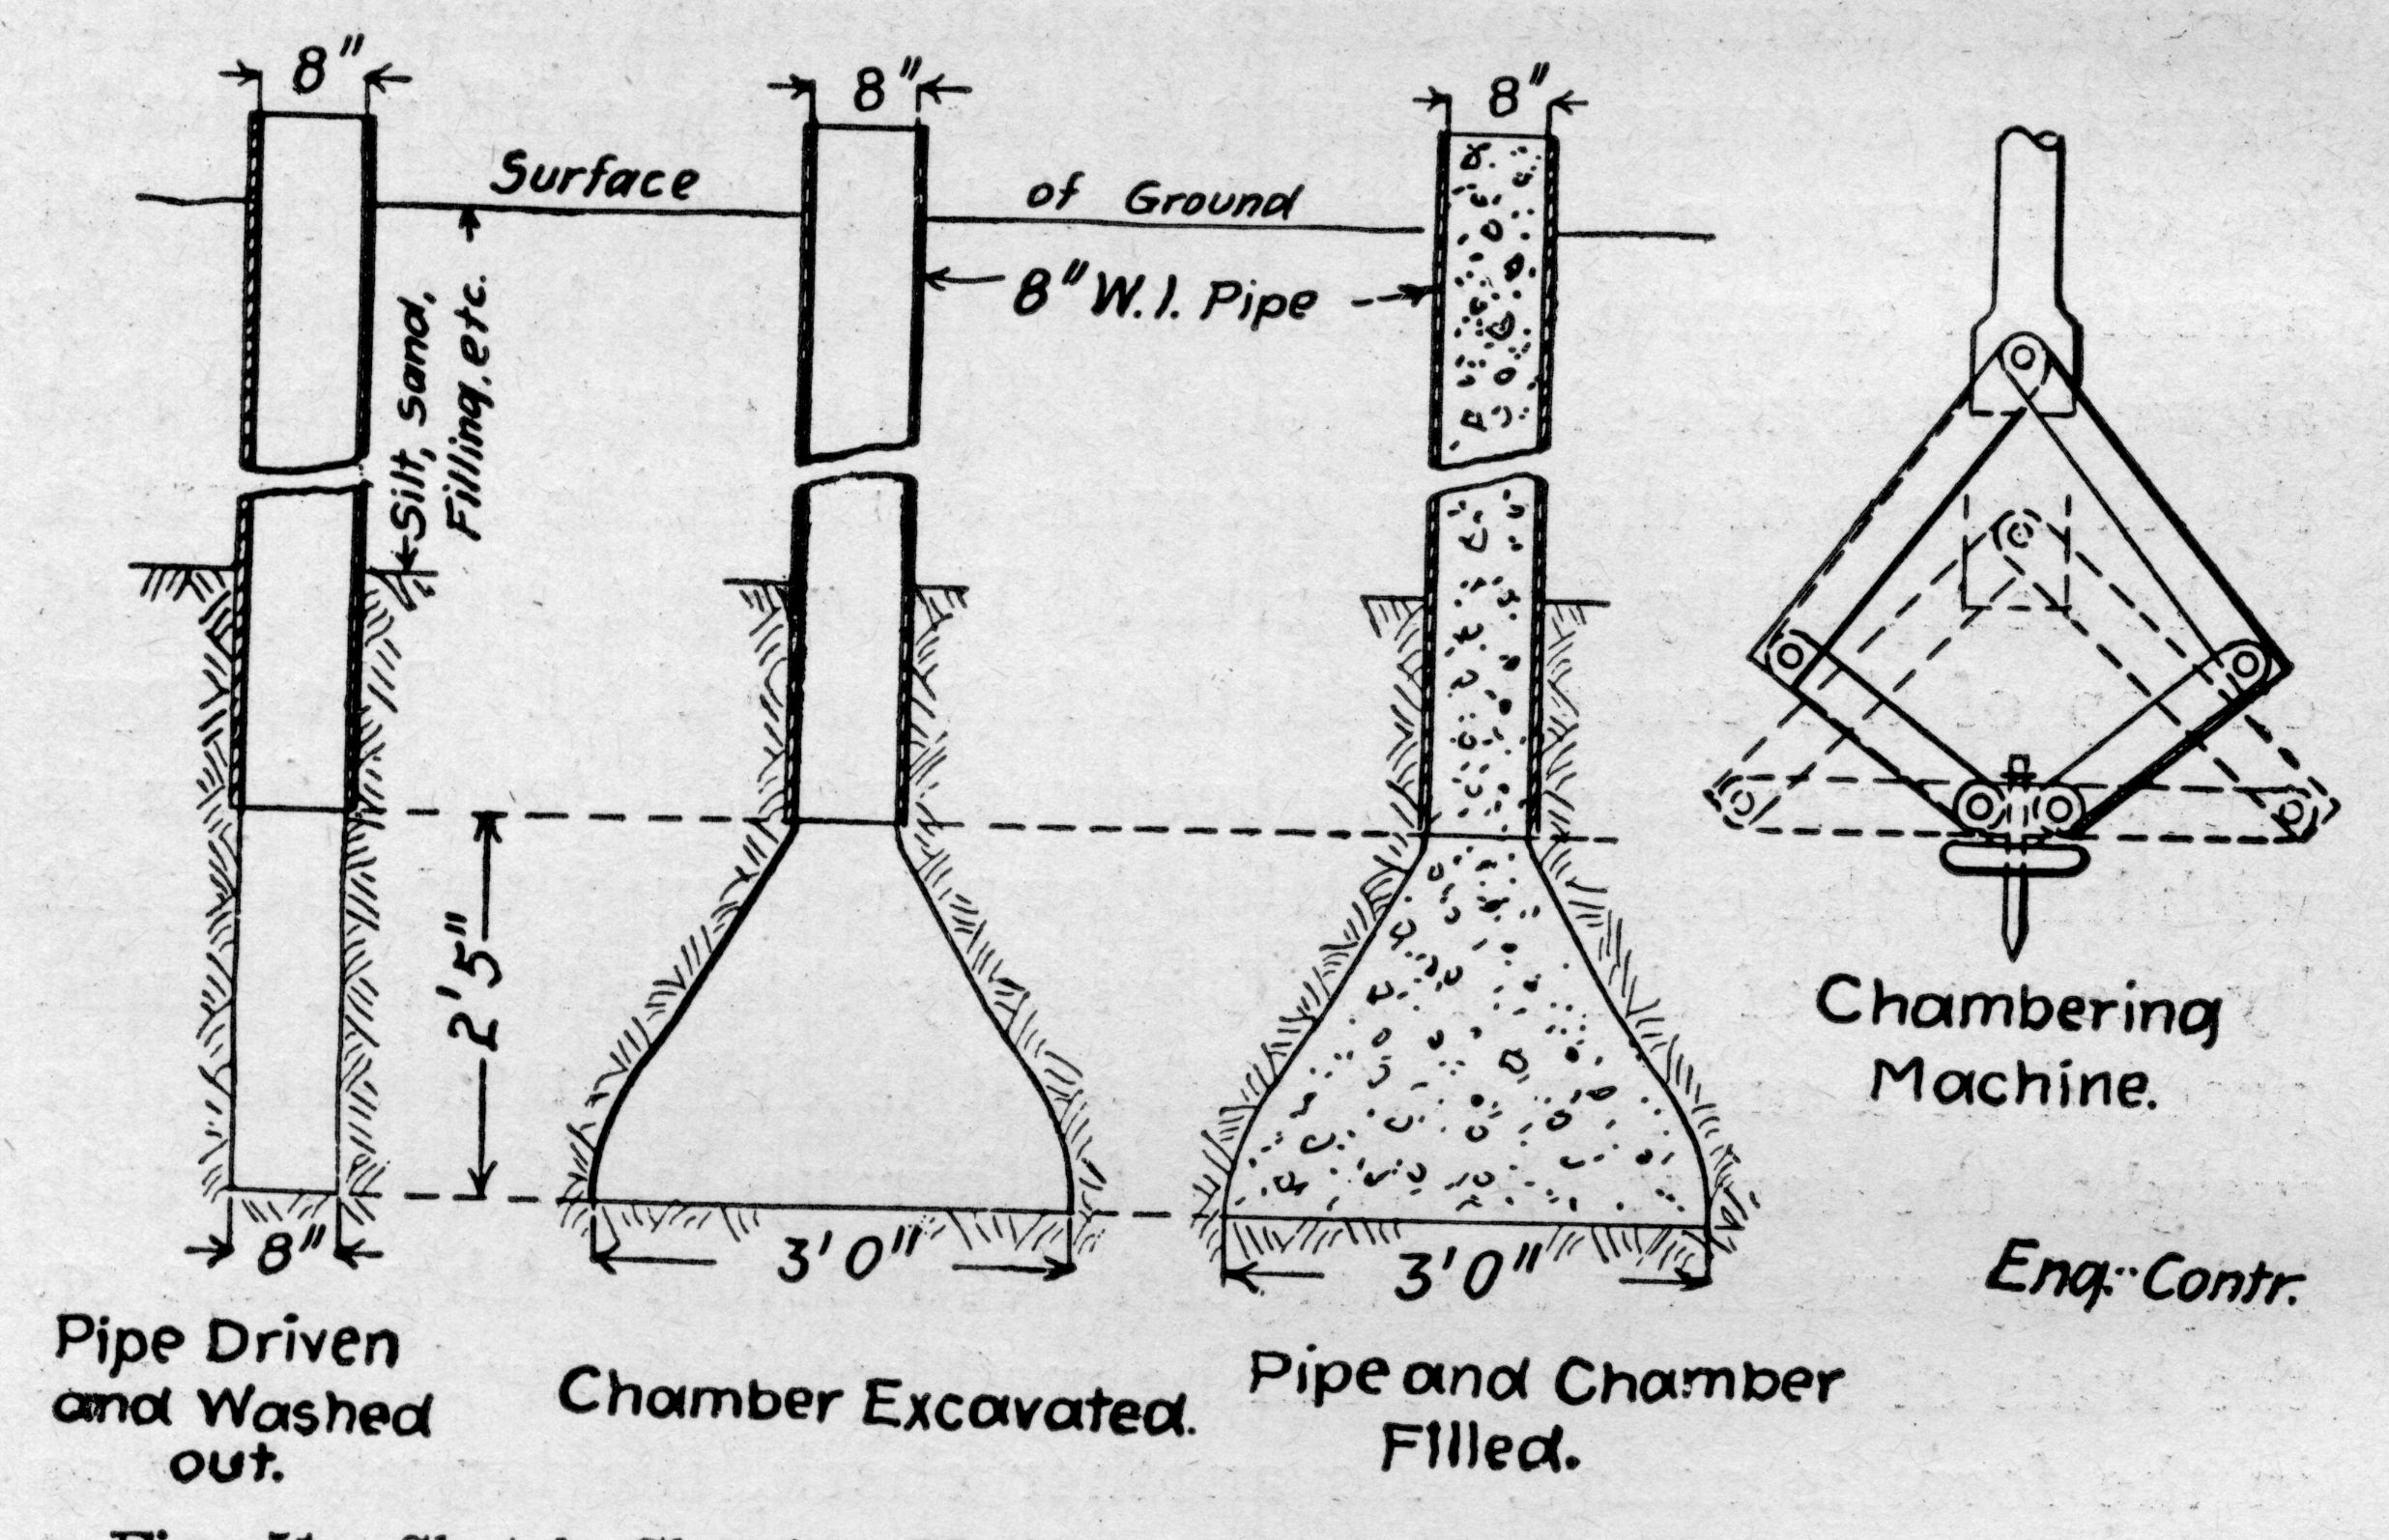 8" 8" 8"
Surface of Ground
8" W.I. Pipe
Silt, sand,
Filling, etc.
2'5"
8" 3'0" 3'0"
Chambering
Machine.
Eng.-Contr.
Pipe Driven
and Washed
out.
Chamber Excavated.
Pipe and Chamber
Filled.